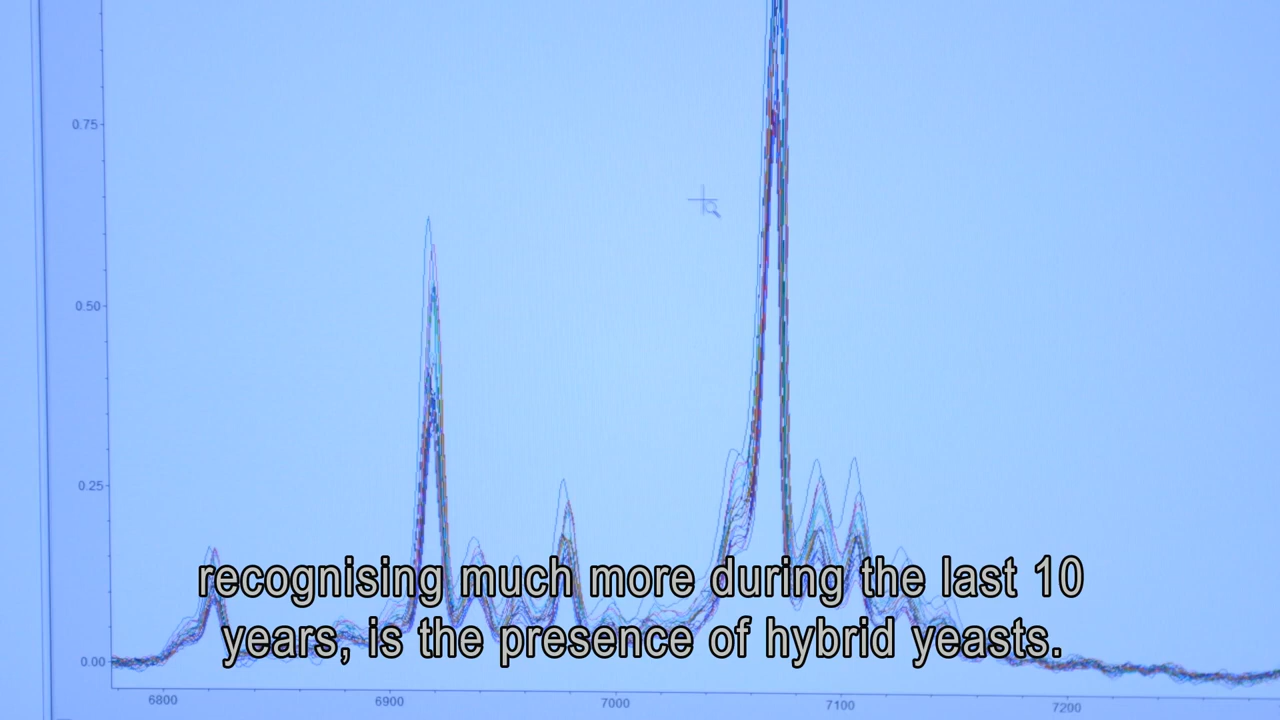 0.75
0.50
0.25
0.00
6800 6900 7000 7100 7200
recognising much more during the last 10
years, is the presence of hybrid yeasts.